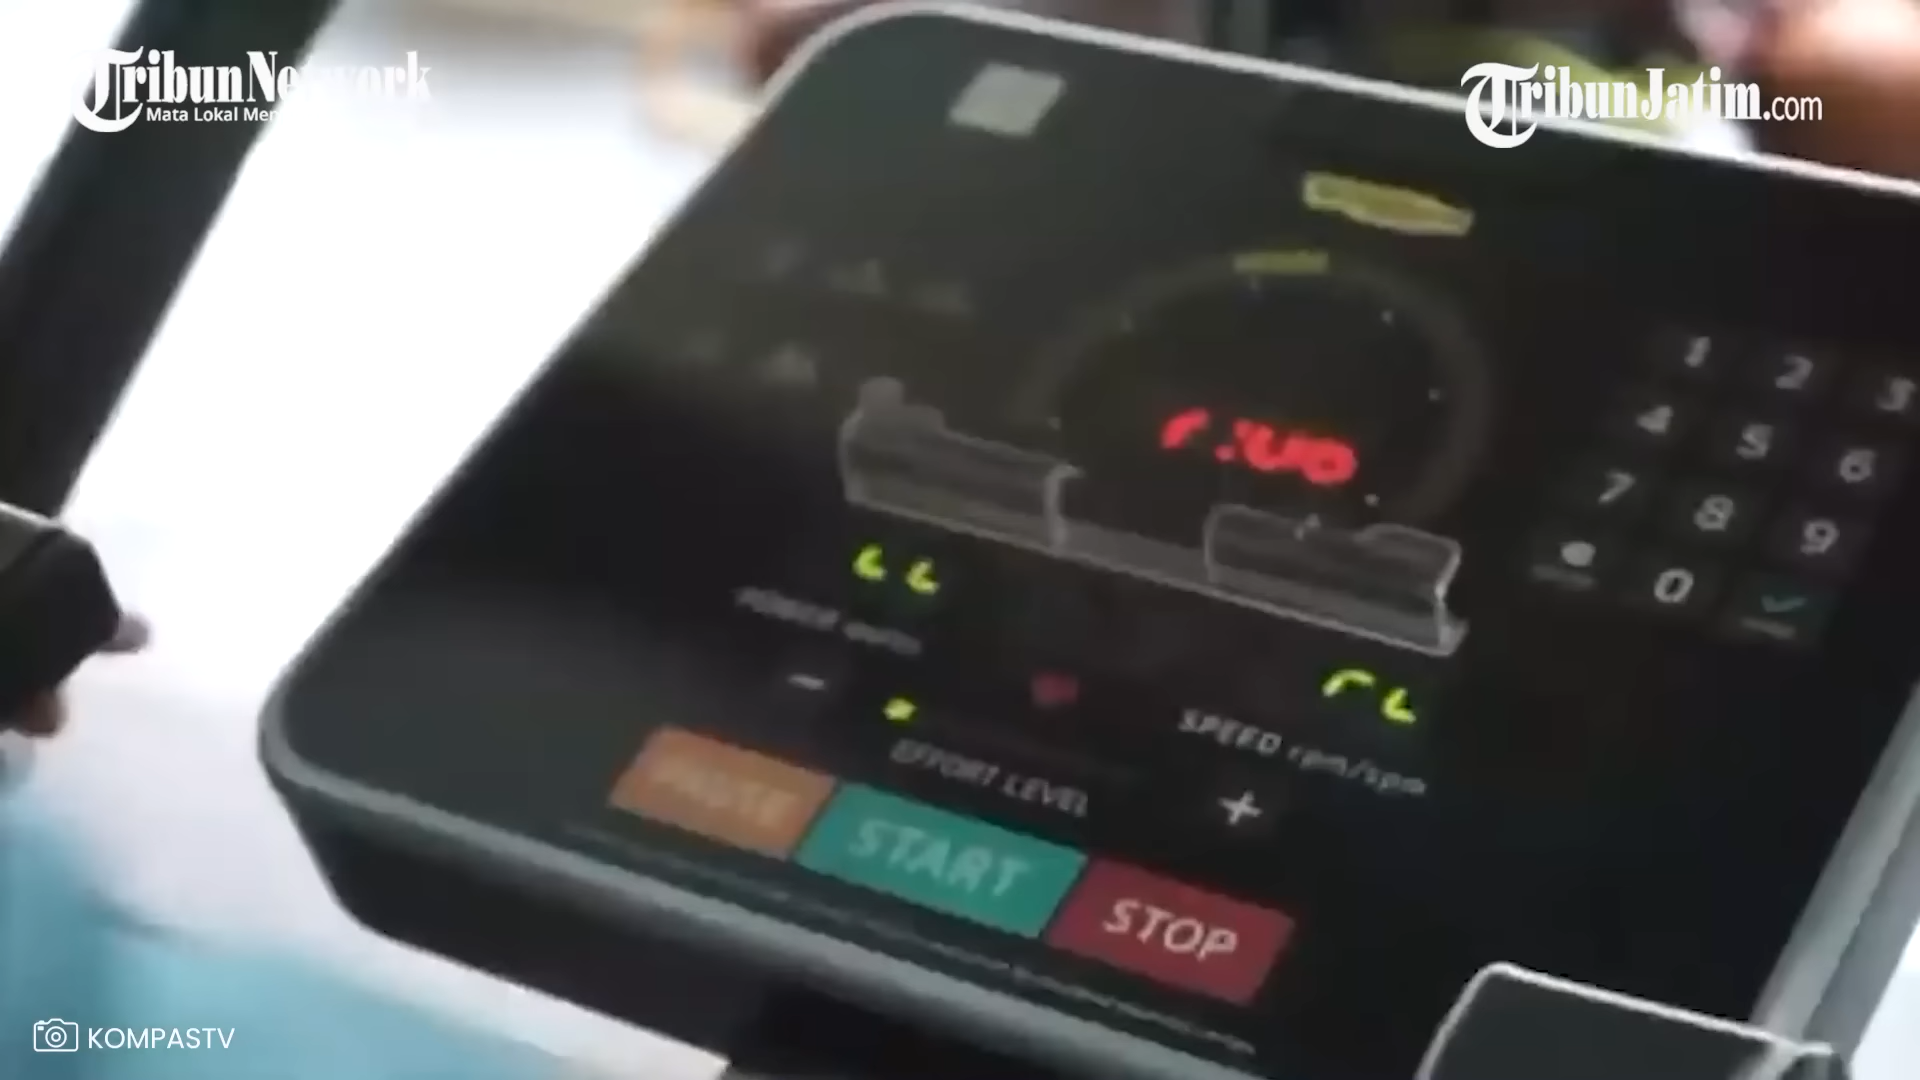 TribunNetwork
Mata Lokal Men
TribunJatim.com
1 2 3
4 5 6
7 8 9
0
SPEED rpm/spm
- +
EFFORT LEVEL
PAUSE START STOP
KOMPASTV